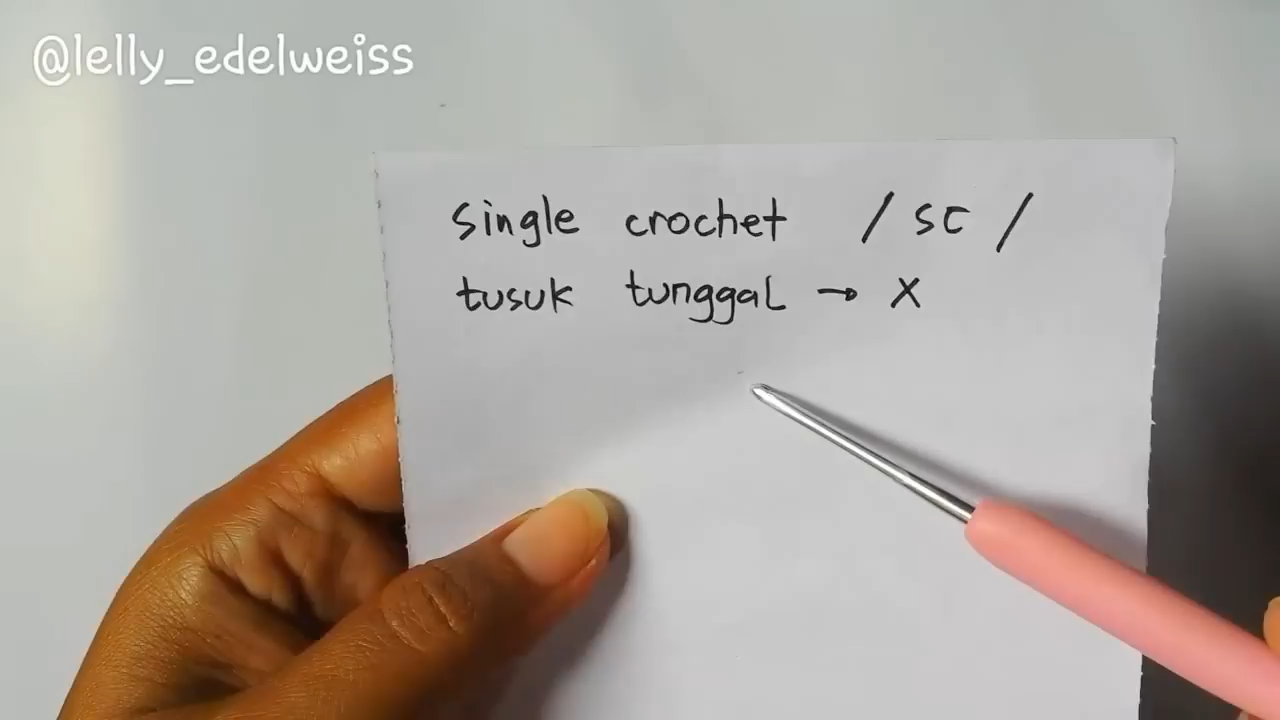 @lelly_edelweiss
single crochet / sc /
tusuk tunggal → X